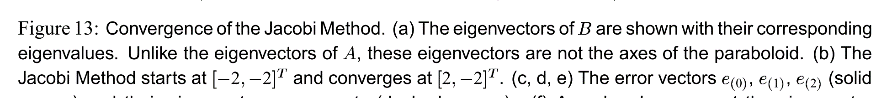 Figure 13: Convergence of the Jacobi Method. (a) The eigenvectors of B are shown with their corresponding
eigenvalues. Unlike the eigenvectors of A, these eigenvectors are not the axes of the paraboloid. (b) The
Jacobi Method starts at [−2, −2]ᵀ and converges at [2, −2]ᵀ. (c, d, e) The error vectors e₍₀₎, e₍₁₎, e₍₂₎ (solid